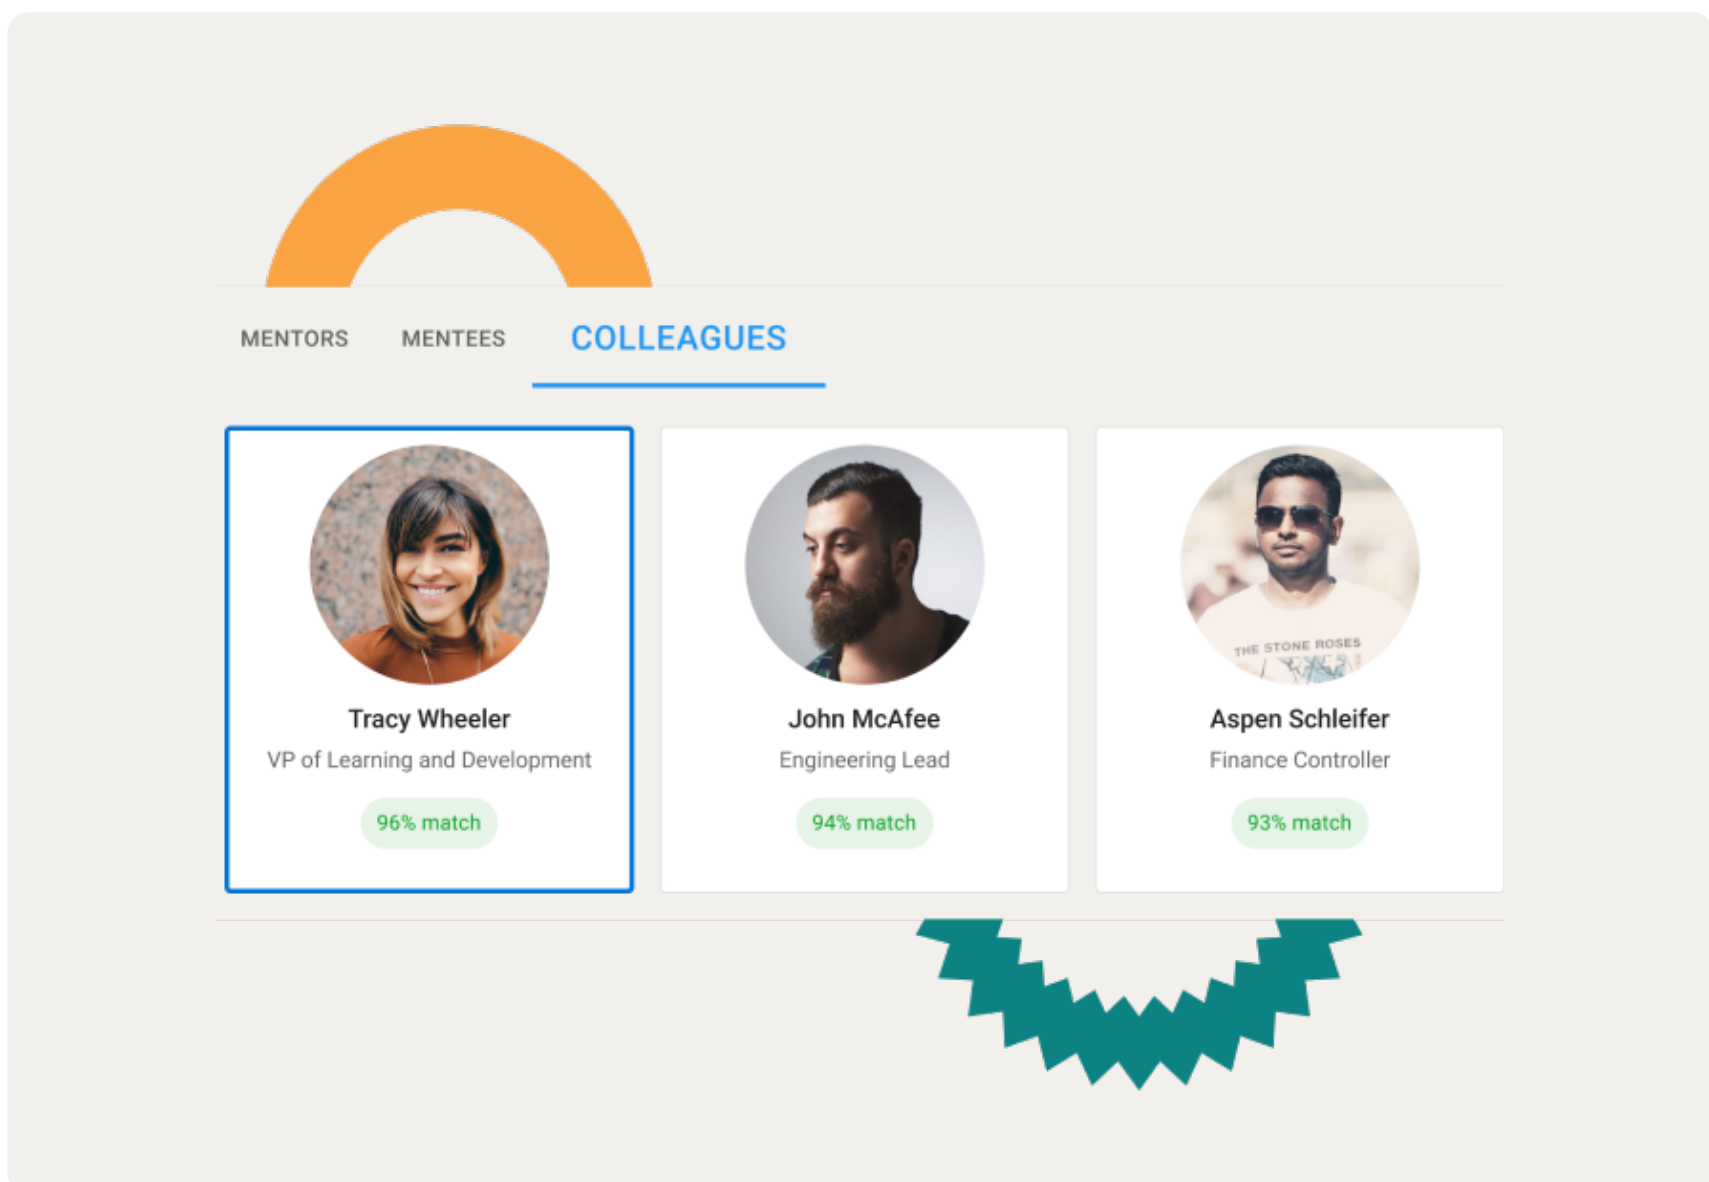 MENTORS
MENTEES
COLLEAGUES
THE STONE ROSES
Tracy Wheeler
VP of Learning and Development
96% match
John McAfee
Engineering Lead
94% match
Aspen Schleifer
Finance Controller
93% match